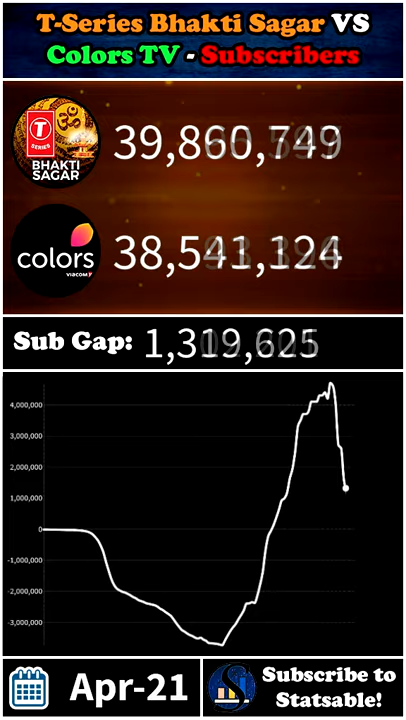 T-Series Bhakti Sagar VS
Colors TV - Subscribers
T
SERIES
BHAKTI
SAGAR
39,860,749
colors
VIACOM
38,541,124
Sub Gap: 1,319,625
4,000,000
3,000,000
2,000,000
1,000,000
0
-1,000,000
-2,000,000
-3,000,000
Apr-21
Subscribe to
Statsable!